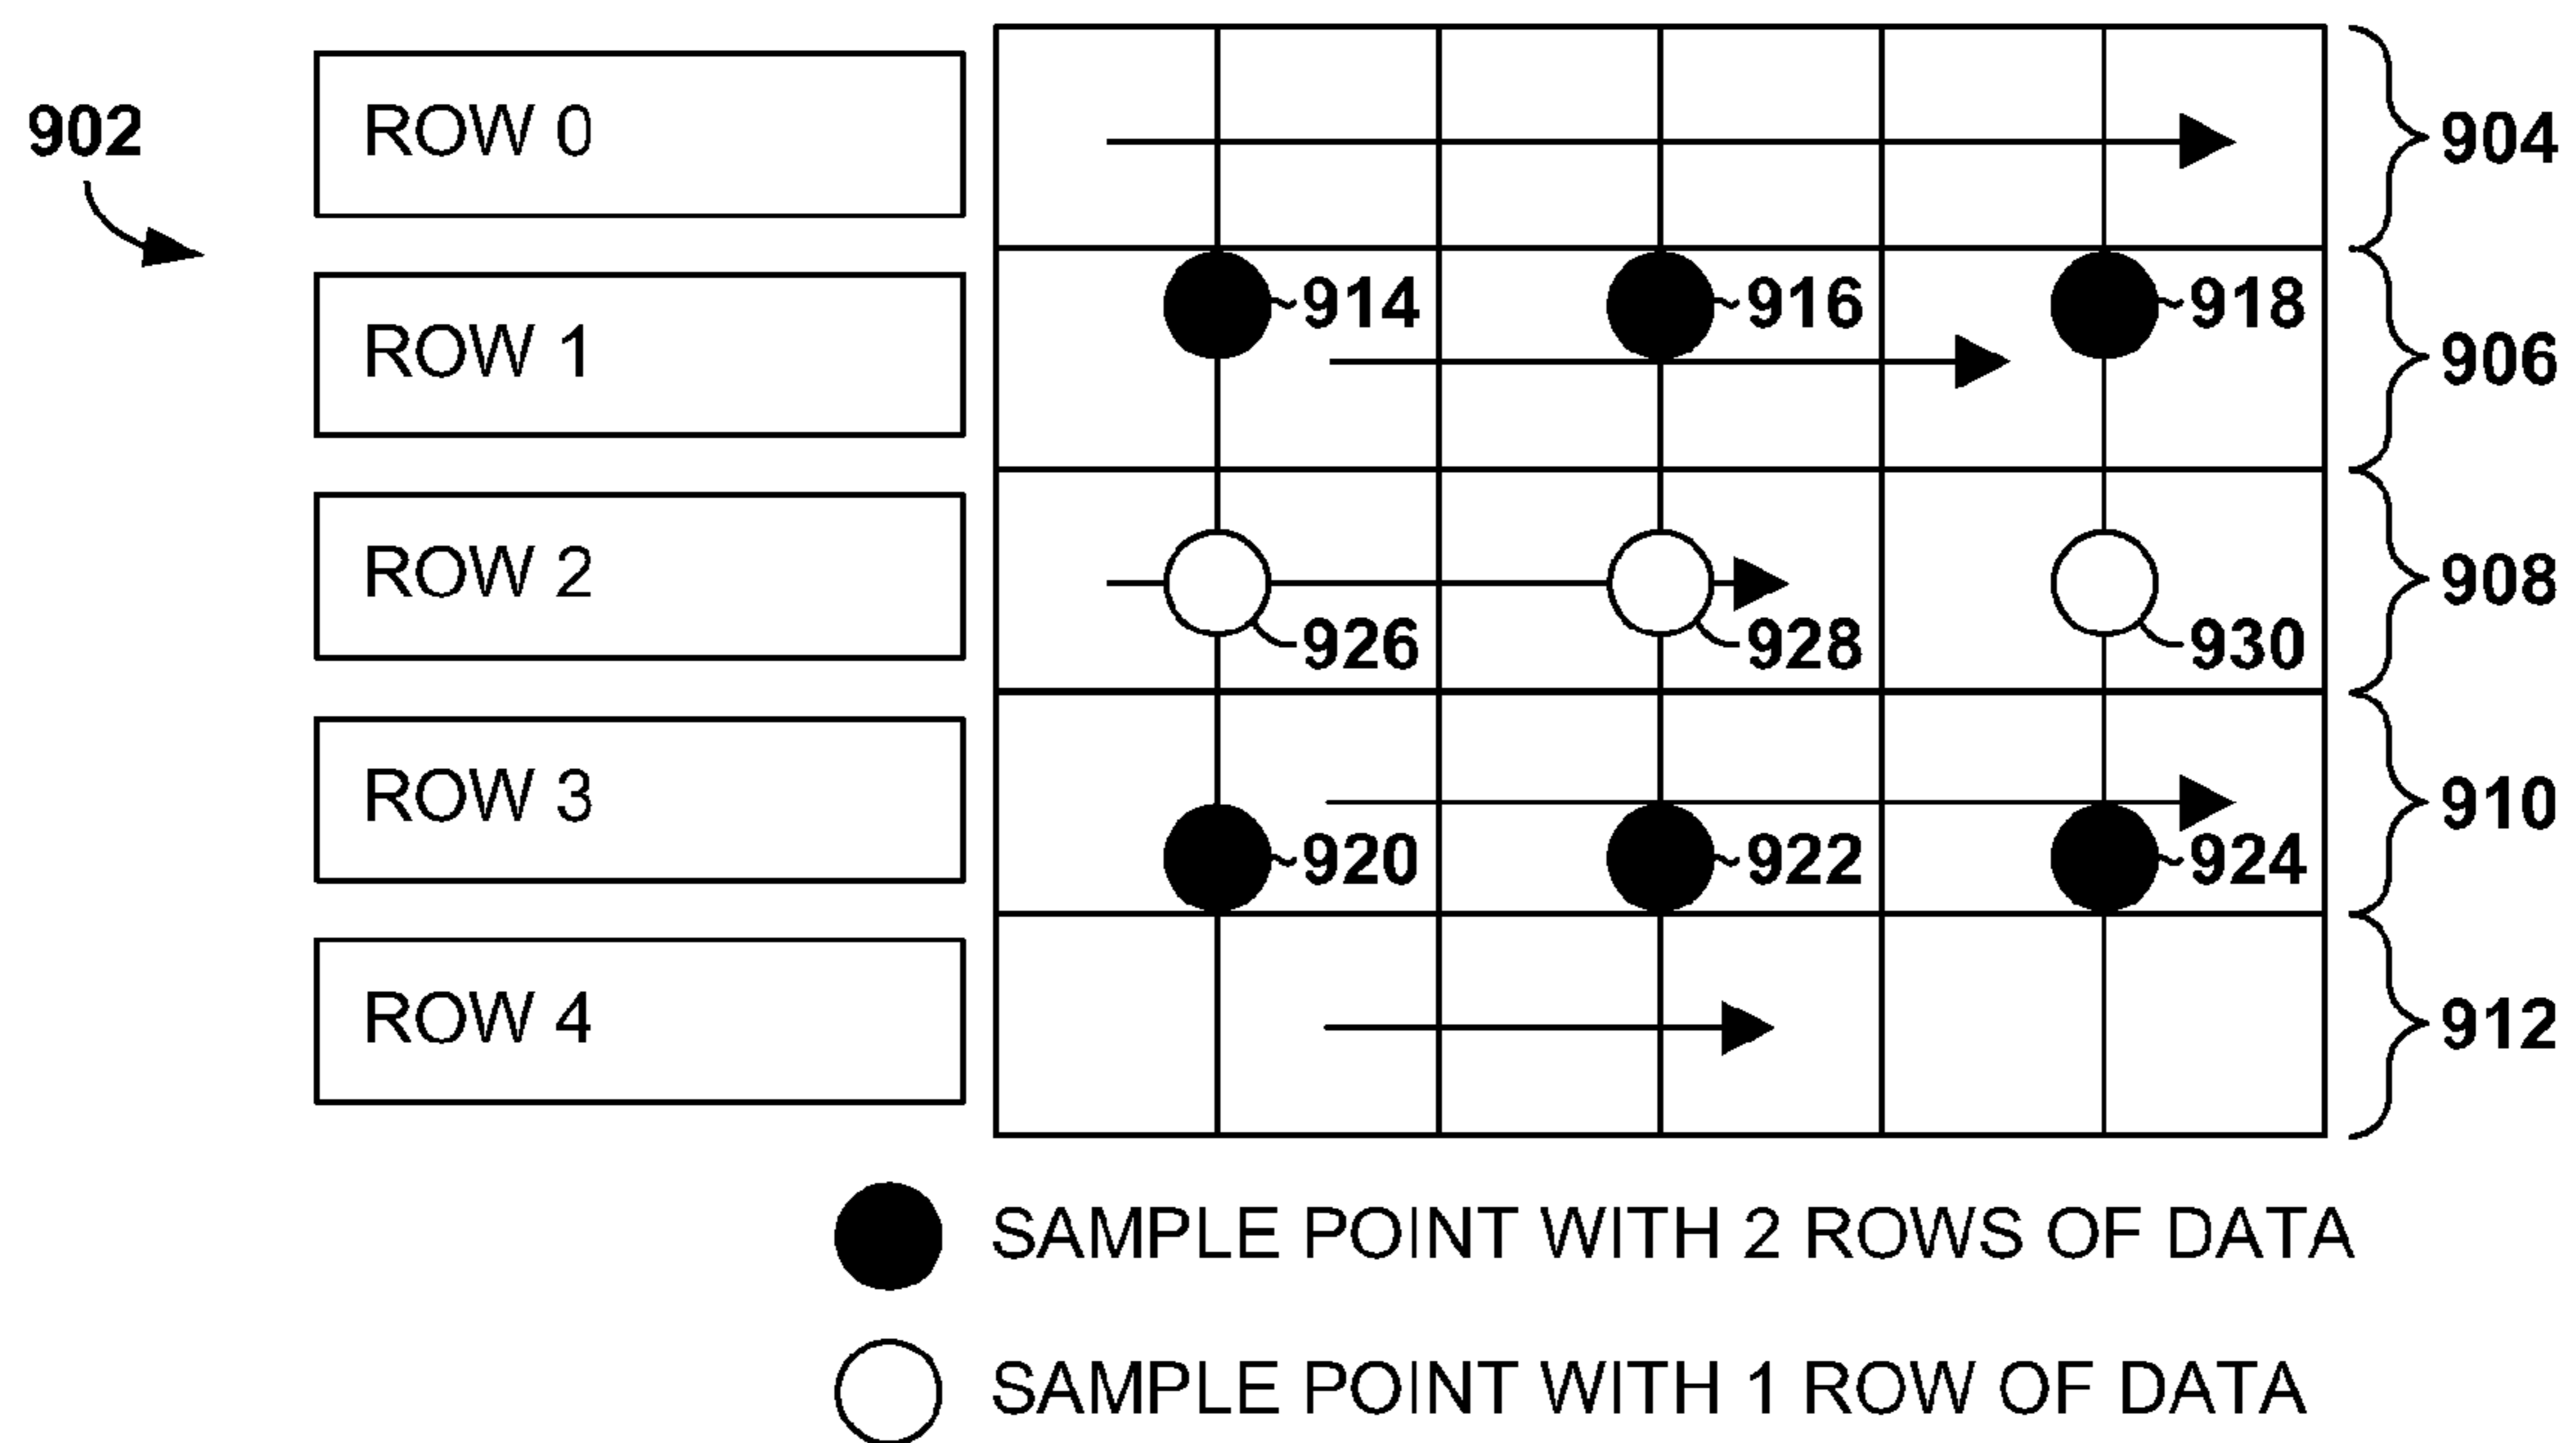 902
ROW 0
904
914
916
918
ROW 1
906
ROW 2
908
926
928
930
ROW 3
910
920
922
924
ROW 4
912
SAMPLE POINT WITH 2 ROWS OF DATA
SAMPLE POINT WITH 1 ROW OF DATA